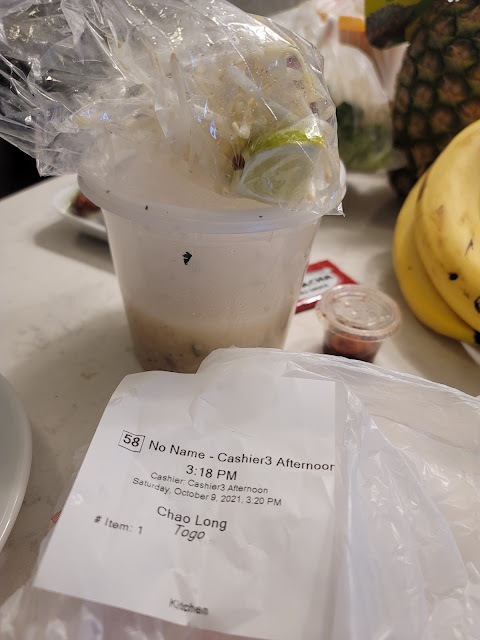 ACHA
58 No Name - Cashier3 Afternoon
3:18 PM
Cashier: Cashier3 Afternoon
Saturday, October 9, 2021, 3:20 PM
Chao Long
# Item: 1 Togo
Kitchen